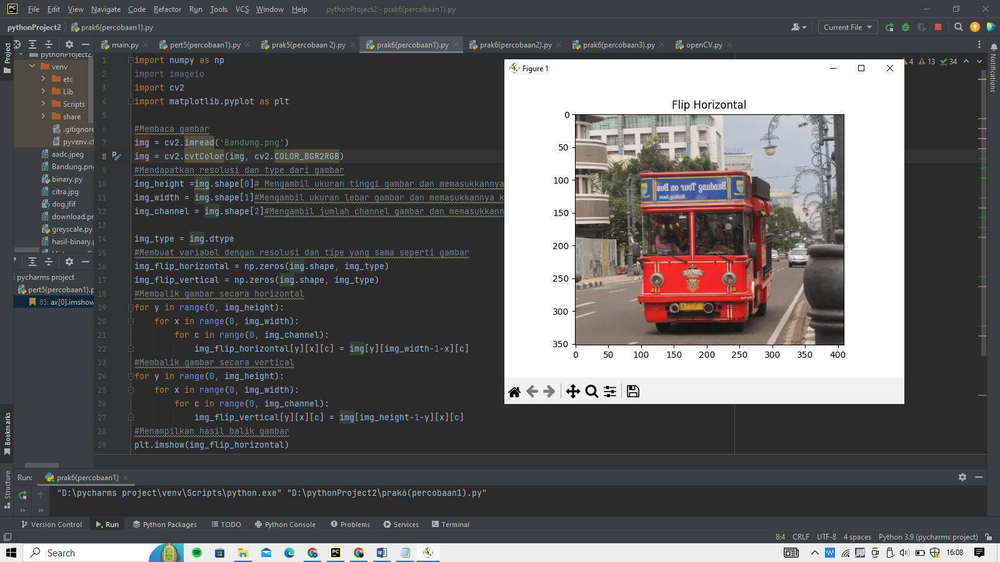 File Edit View Navigate Code Refactor Run Tools VCS Window Help pythonProject2 - prak6(percobaan1).py
pythonProject2 prak6(percobaan1).py Current File
main.py pert5(percobaan1).py prak5(percobaan 2).py prak6(percobaan1).py prak6(percobaan2).py prak6(percobaan3).py openCV.py
Project
pythonProject2
venv
etc
Lib
Scripts
share
.gitignore
pyvenv.cf
aadc.jpeg
Bandung.png
binary.py
citra.jpg
dog.jfif
download.pr
greyscale.py
hasil-binary.
pycharms project
pert5(percobaan1).p
85: ax[0].imshow
Bookmarks
Structure
Notifications
4 13 34
1 import numpy as np
2 import imageio
3 import cv2
4 import matplotlib.pyplot as plt
5
6 #Membaca gambar
7 img = cv2.imread('Bandung.png')
8 img = cv2.cvtColor(img, cv2.COLOR_BGR2RGB)
9 #Mendapatkan resolusi dan type dari gambar
10 img_height =img.shape[0]# Mengambil ukuran tinggi gambar dan memasukkannya
11 img_width = img.shape[1]#Mengambil ukuran lebar gambar dan memasukkannya k
12 img_channel = img.shape[2]#Mengambil jumlah channel gambar dan memasukkann
13
14 img_type = img.dtype
15 #Membuat variabel dengan resolusi dan tipe yang sama seperti gambar
16 img_flip_horizontal = np.zeros(img.shape, img_type)
17 img_flip_vertical = np.zeros(img.shape, img_type)
18 #Membalik gambar secara horizontal
19 for y in range(0, img_height):
20 for x in range(0, img_width):
21 for c in range(0, img_channel):
22 img_flip_horizontal[y][x][c] = img[y][img_width-1-x][c]
23 #Membalik gambar secara vertical
24 for y in range(0, img_height):
25 for x in range(0, img_width):
26 for c in range(0, img_channel):
27 img_flip_vertical[y][x][c] = img[img_height-1-y][x][c]
28 #Menampilkan hasil balik gambar
29 plt.imshow(img_flip_horizontal)
Figure 1
Flip Horizontal
0
50
100
150
200
250
300
350
0 50 100 150 200 250 300 350 400
Bandung Tour on Bus
Run: prak6(percobaan1)
"D:\pycharms project\venv\Scripts\python.exe" "D:\pythonProject2\prak6(percobaan1).py"
Version Control Run Python Packages TODO Python Console Problems Services Terminal
8:4 CRLF UTF-8 4 spaces Python 3.9 (pycharms project)
Search 16:08